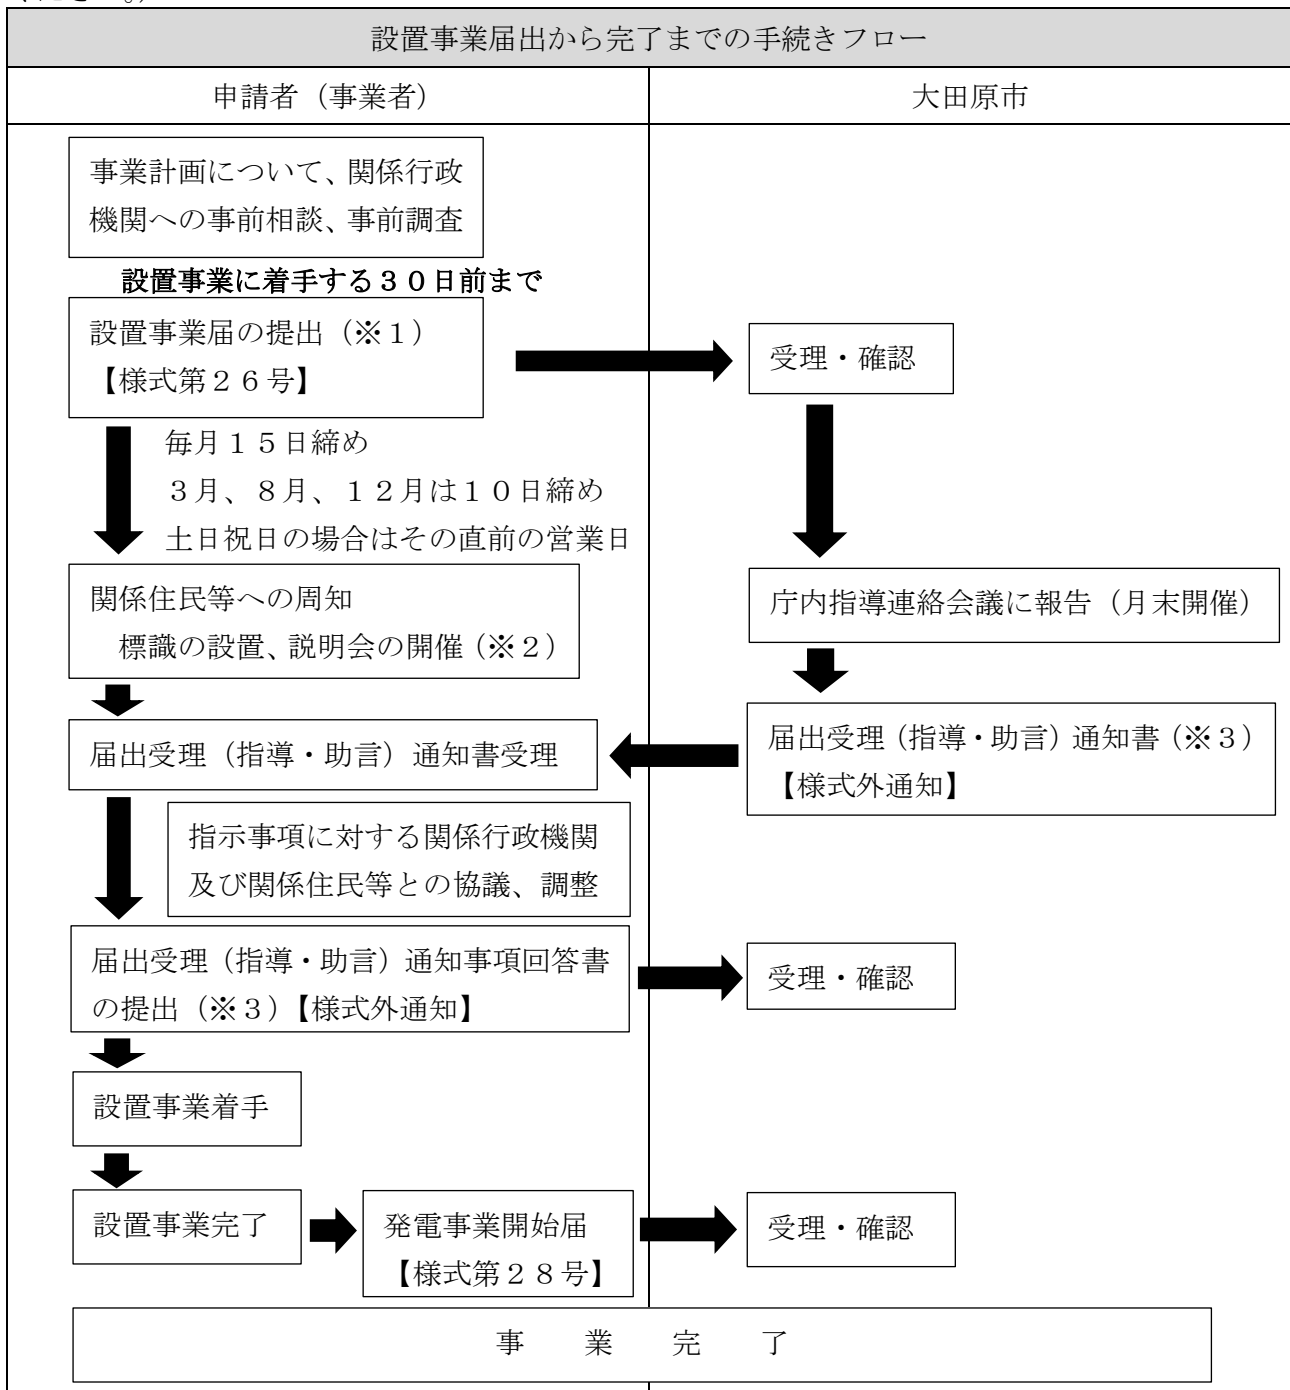 設置事業届出から完了までの手続きフロー
申請者（事業者）
大田原市
事業計画について、関係行政
機関への事前相談、事前調査
設置事業に着手する３０日前まで
設置事業届の提出（※１）
【様式第２６号】
受理・確認
毎月１５日締め
３月、８月、１２月は１０日締め
土日祝日の場合はその直前の営業日
関係住民等への周知
標識の設置、説明会の開催（※２）
庁内指導連絡会議に報告（月末開催）
届出受理（指導・助言）通知書（※３）
【様式外通知】
届出受理（指導・助言）通知書受理
指示事項に対する関係行政機関
及び関係住民等との協議、調整
届出受理（指導・助言）通知事項回答書
の提出（※３）【様式外通知】
受理・確認
設置事業着手
設置事業完了
発電事業開始届
【様式第２８号】
受理・確認
事　業　完　了